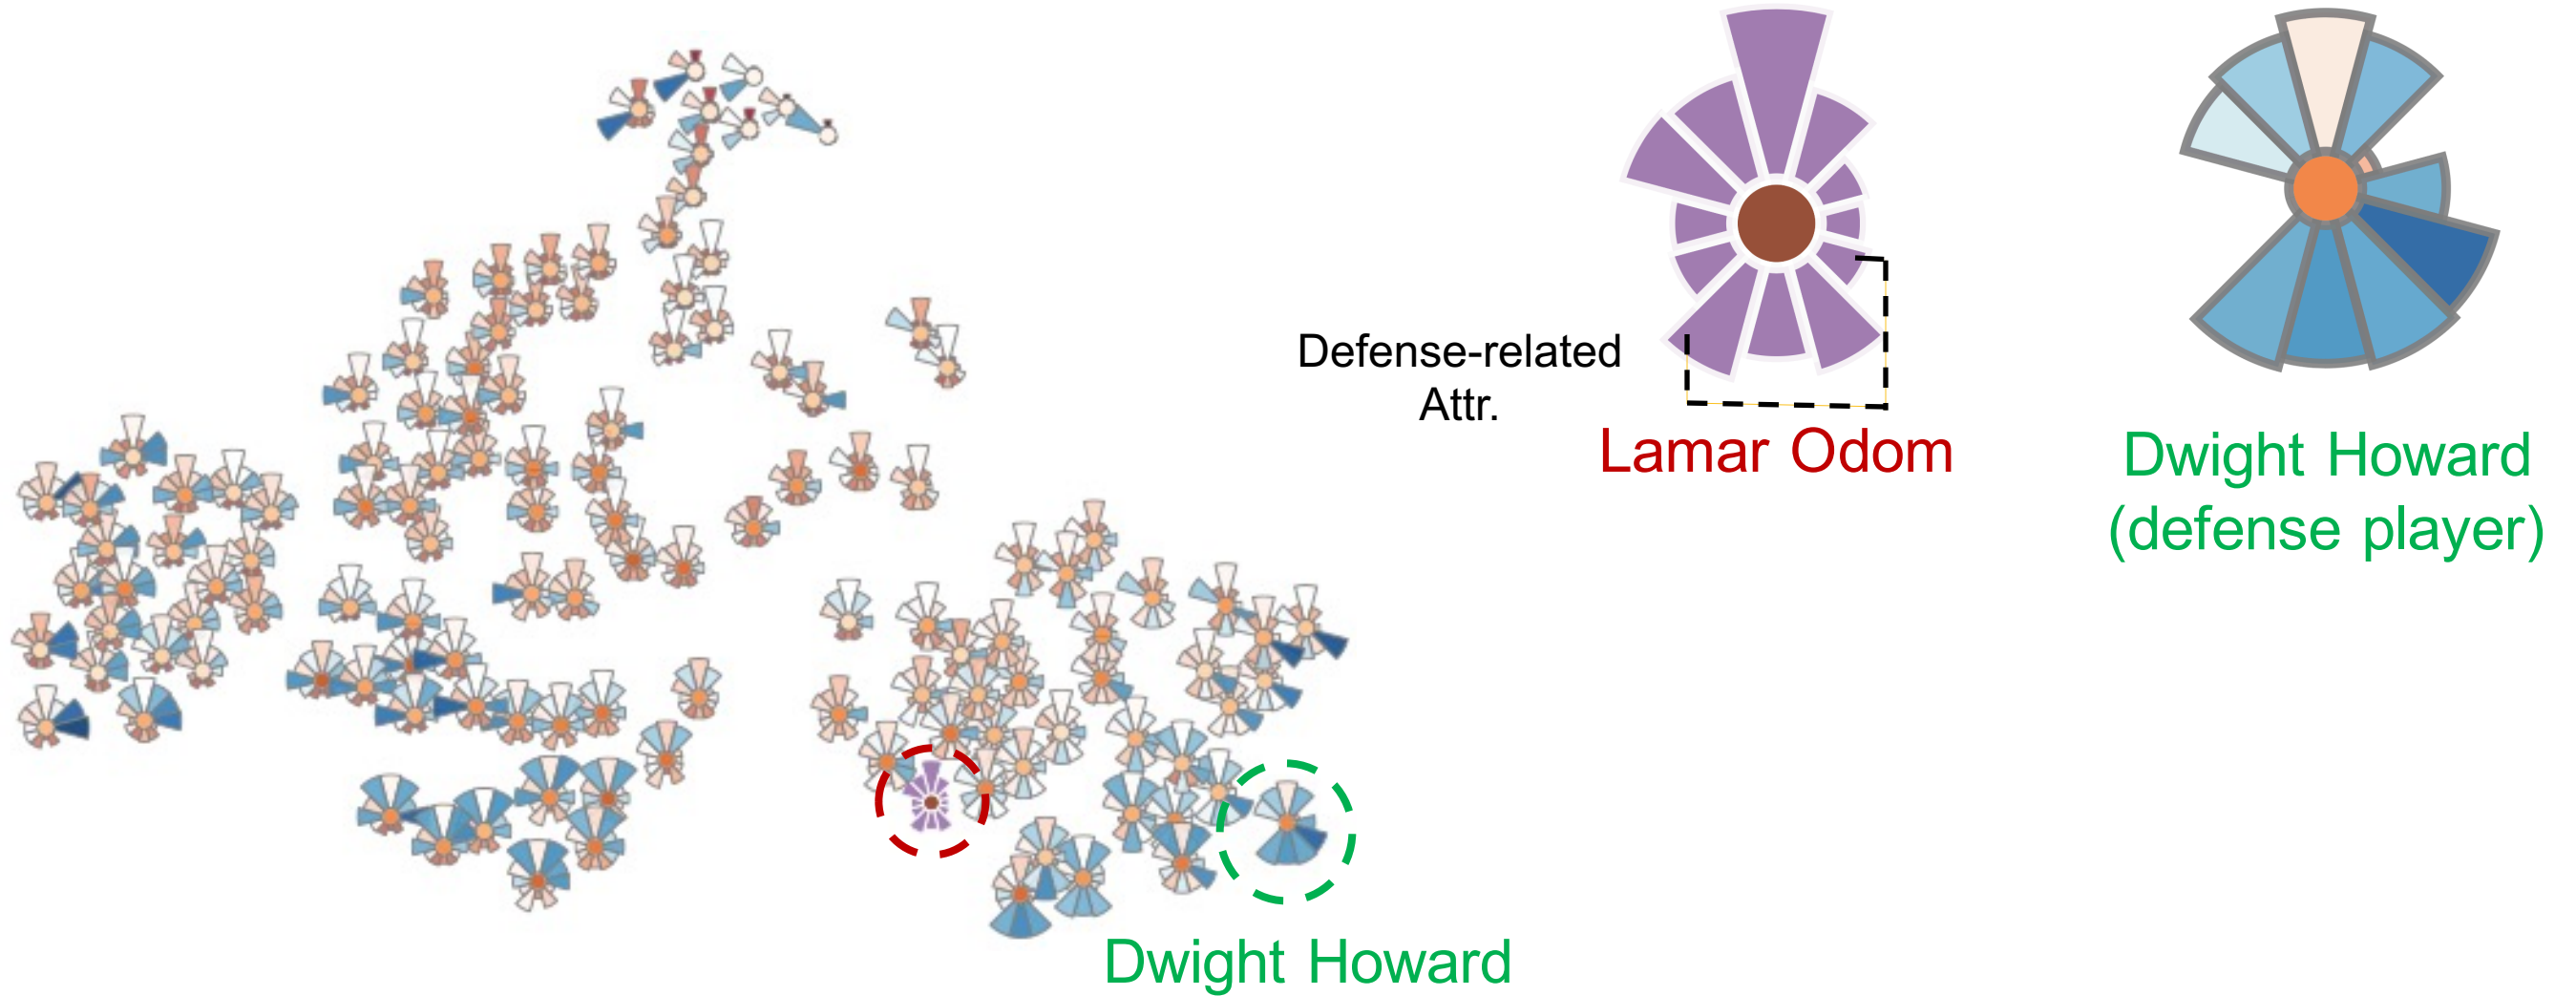 Defense-related
Attr.
Lamar Odom
Dwight Howard
(defense player)
Dwight Howard